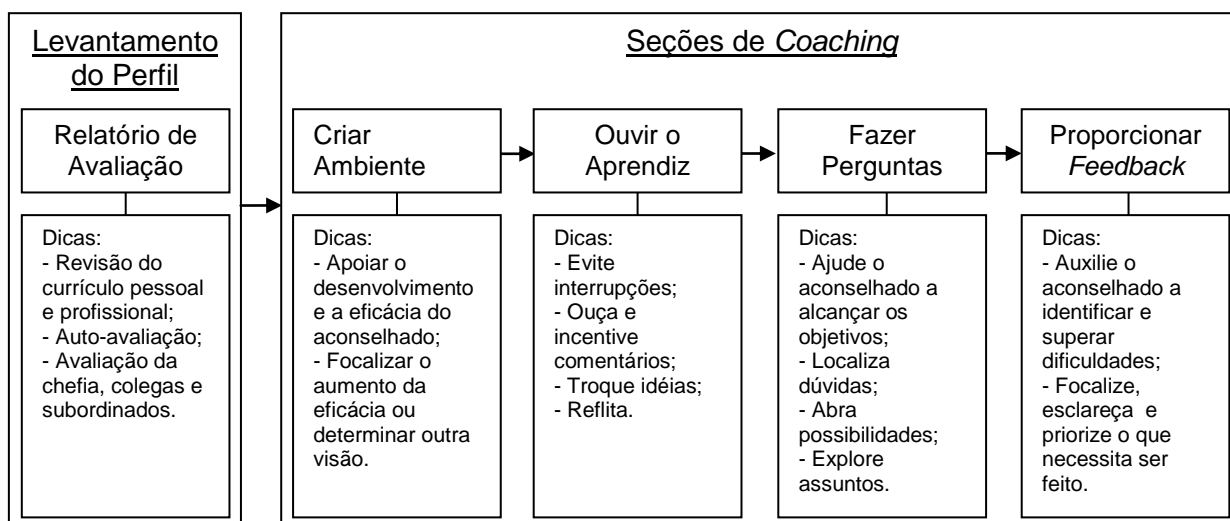 Levantamento
do Perfil
Relatório de
Avaliação
Dicas:
- Revisão do
currículo pessoal
e profissional;
- Auto-avaliação;
- Avaliação da
chefia, colegas e
subordinados.
Seções de Coaching
Criar
Ambiente
Dicas:
- Apoiar o
desenvolvimento
e a eficácia do
aconselhado;
- Focalizar o
aumento da
eficácia ou
determinar outra
visão.
Ouvir o
Aprendiz
Dicas:
- Evite
interrupções;
- Ouça e
incentive
comentários;
- Troque idéias;
- Reflita.
Fazer
Perguntas
Dicas:
- Ajude o
aconselhado a
alcançar os
objetivos;
- Localiza
dúvidas;
- Abra
possibilidades;
- Explore
assuntos.
Proporcionar
Feedback
Dicas:
- Auxilie o
aconselhado a
identificar e
superar
dificuldades;
- Focalize,
esclareça e
priorize o que
necessita ser
feito.